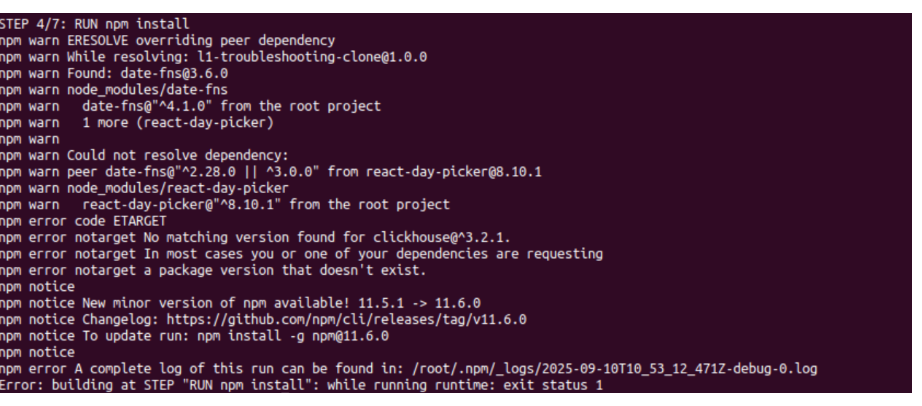 STEP 4/7: RUN npm install
npm warn ERESOLVE overriding peer dependency
npm warn While resolving: l1-troubleshooting-clone@1.0.0
npm warn Found: date-fns@3.6.0
npm warn node_modules/date-fns
npm warn   date-fns@"^4.1.0" from the root project
npm warn   1 more (react-day-picker)
npm warn
npm warn Could not resolve dependency:
npm warn peer date-fns@"^2.28.0 || ^3.0.0" from react-day-picker@8.10.1
npm warn node_modules/react-day-picker
npm warn   react-day-picker@"^8.10.1" from the root project
npm error code ETARGET
npm error notarget No matching version found for clickhouse@^3.2.1.
npm error notarget In most cases you or one of your dependencies are requesting
npm error notarget a package version that doesn't exist.
npm notice
npm notice New minor version of npm available! 11.5.1 -> 11.6.0
npm notice Changelog: https://github.com/npm/cli/releases/tag/v11.6.0
npm notice To update run: npm install -g npm@11.6.0
npm notice
npm error A complete log of this run can be found in: /root/.npm/_logs/2025-09-10T10_53_12_471Z-debug-0.log
Error: building at STEP "RUN npm install": while running runtime: exit status 1